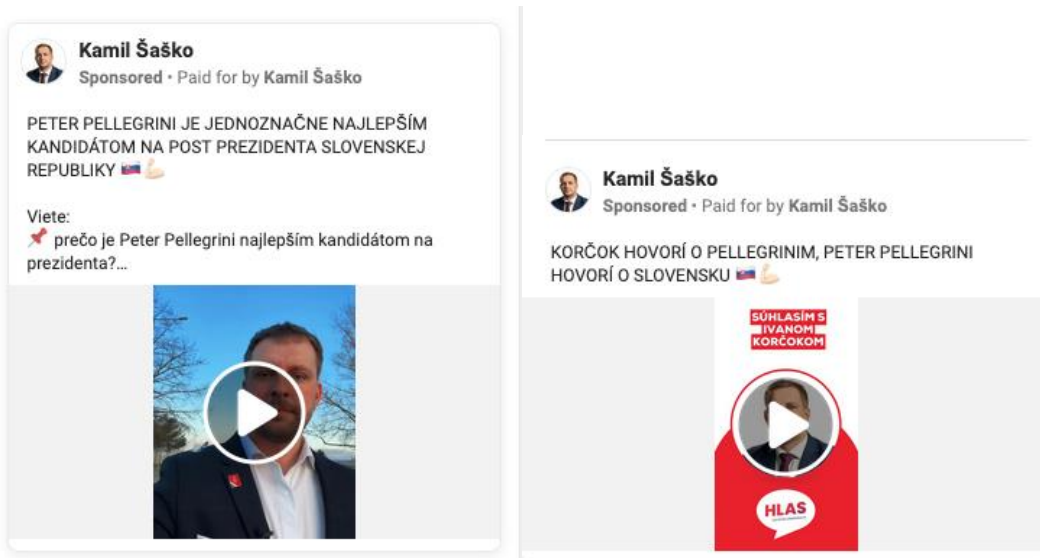 Kamil Šaško
Sponsored • Paid for by Kamil Šaško
PETER PELLEGRINI JE JEDNOZNAČNE NAJLEPŠÍM
KANDIDÁTOM NA POST PREZIDENTA SLOVENSKEJ
REPUBLIKY 🇸🇰💪🏻
Viete:
📌 prečo je Peter Pellegrini najlepším kandidátom na
prezidenta?...
Kamil Šaško
Sponsored • Paid for by Kamil Šaško
KORČOK HOVORÍ O PELLEGRINIM, PETER PELLEGRINI
HOVORÍ O SLOVENSKU 🇸🇰💪🏻
SÚHLASÍM S
IVANOM
KORČOKOM
HLAS